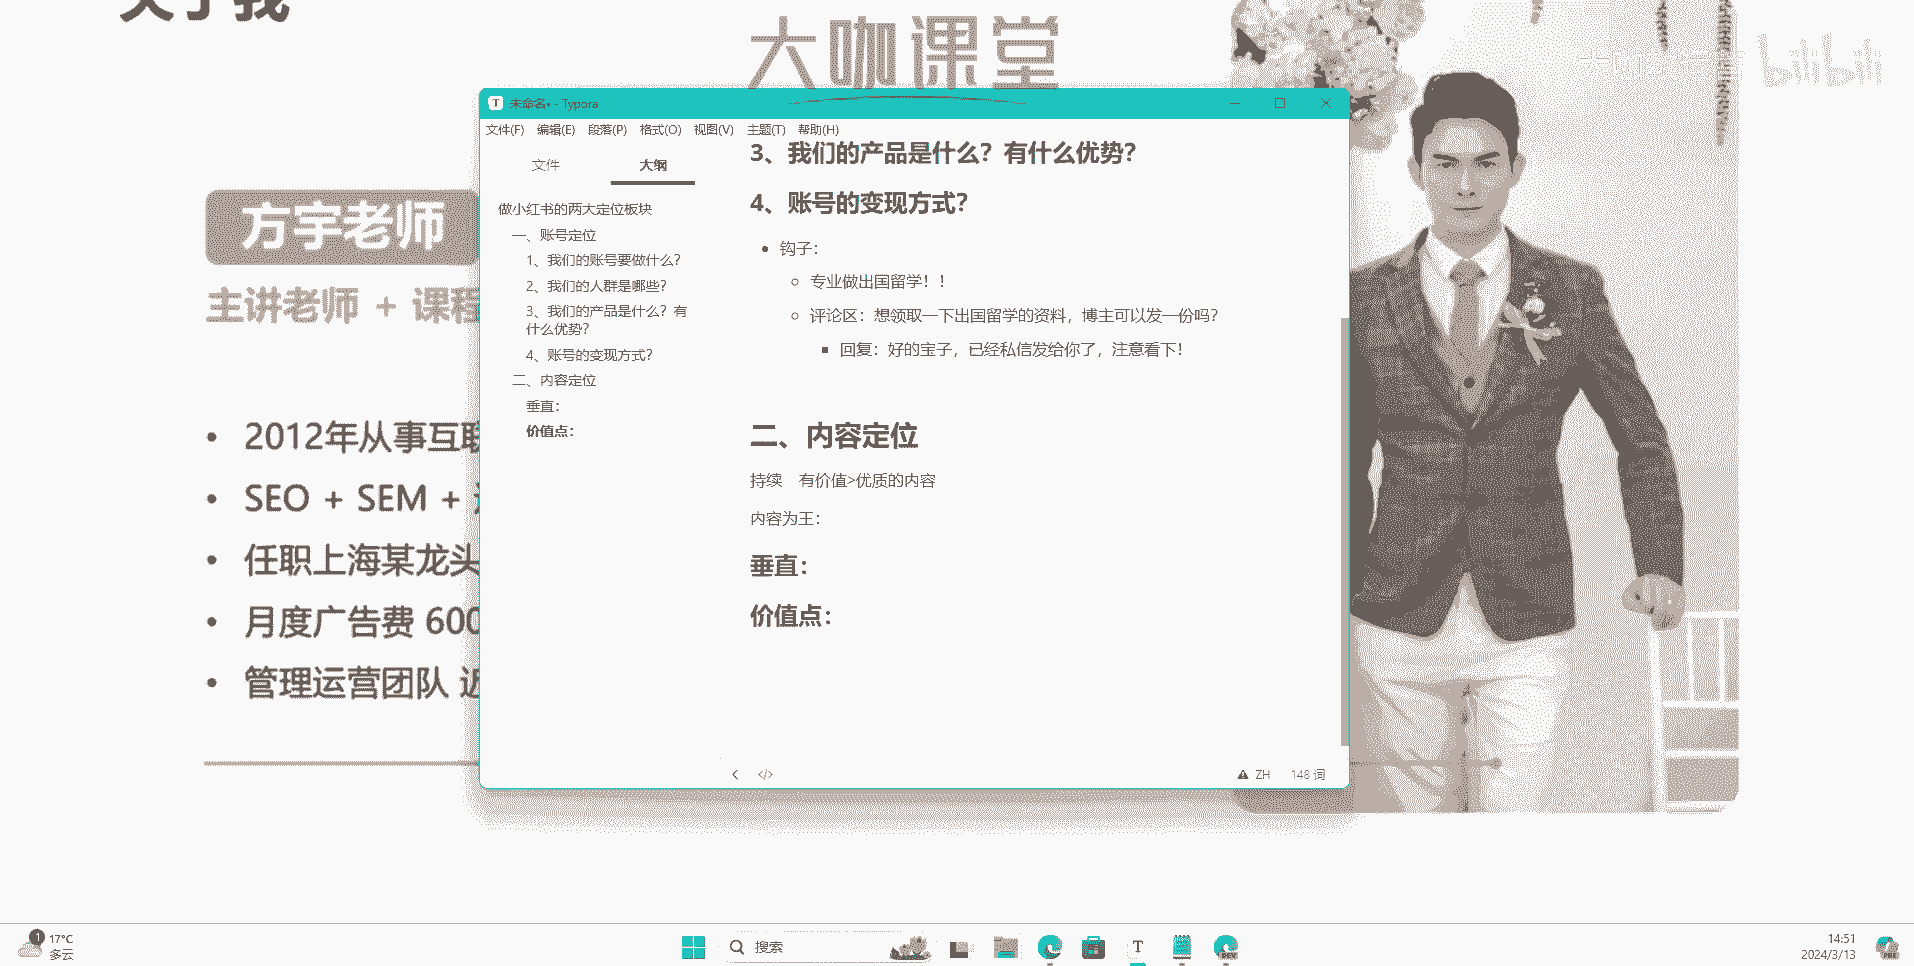 关于我
大咖课堂
bilibili
方宇老师
主讲老师 + 课程
2012年从事互联
SEO + SEM +
任职上海某龙头
月度广告费 600
管理运营团队 近
未命名• - Typora
文件(F) 编辑(E) 段落(P) 格式(O) 视图(V) 主题(T) 帮助(H)
文件 大纲
做小红书的两大定位板块
一、账号定位
1、我们的账号要做什么?
2、我们的人群是哪些?
3、我们的产品是什么？有
什么优势?
4、账号的变现方式?
二、内容定位
垂直:
价值点:
3、我们的产品是什么？有什么优势?
4、账号的变现方式?
钩子:
专业做出国留学！！
评论区：想领取一下出国留学的资料，博主可以发一份吗?
回复：好的宝子，已经私信发给你了，注意看下!
二、内容定位
持续 有价值>优质的内容
内容为王:
垂直:
价值点:
</> ZH 148 词
1 17°C
多云
搜索
T
DEV
14:51
2024/3/13
PRE